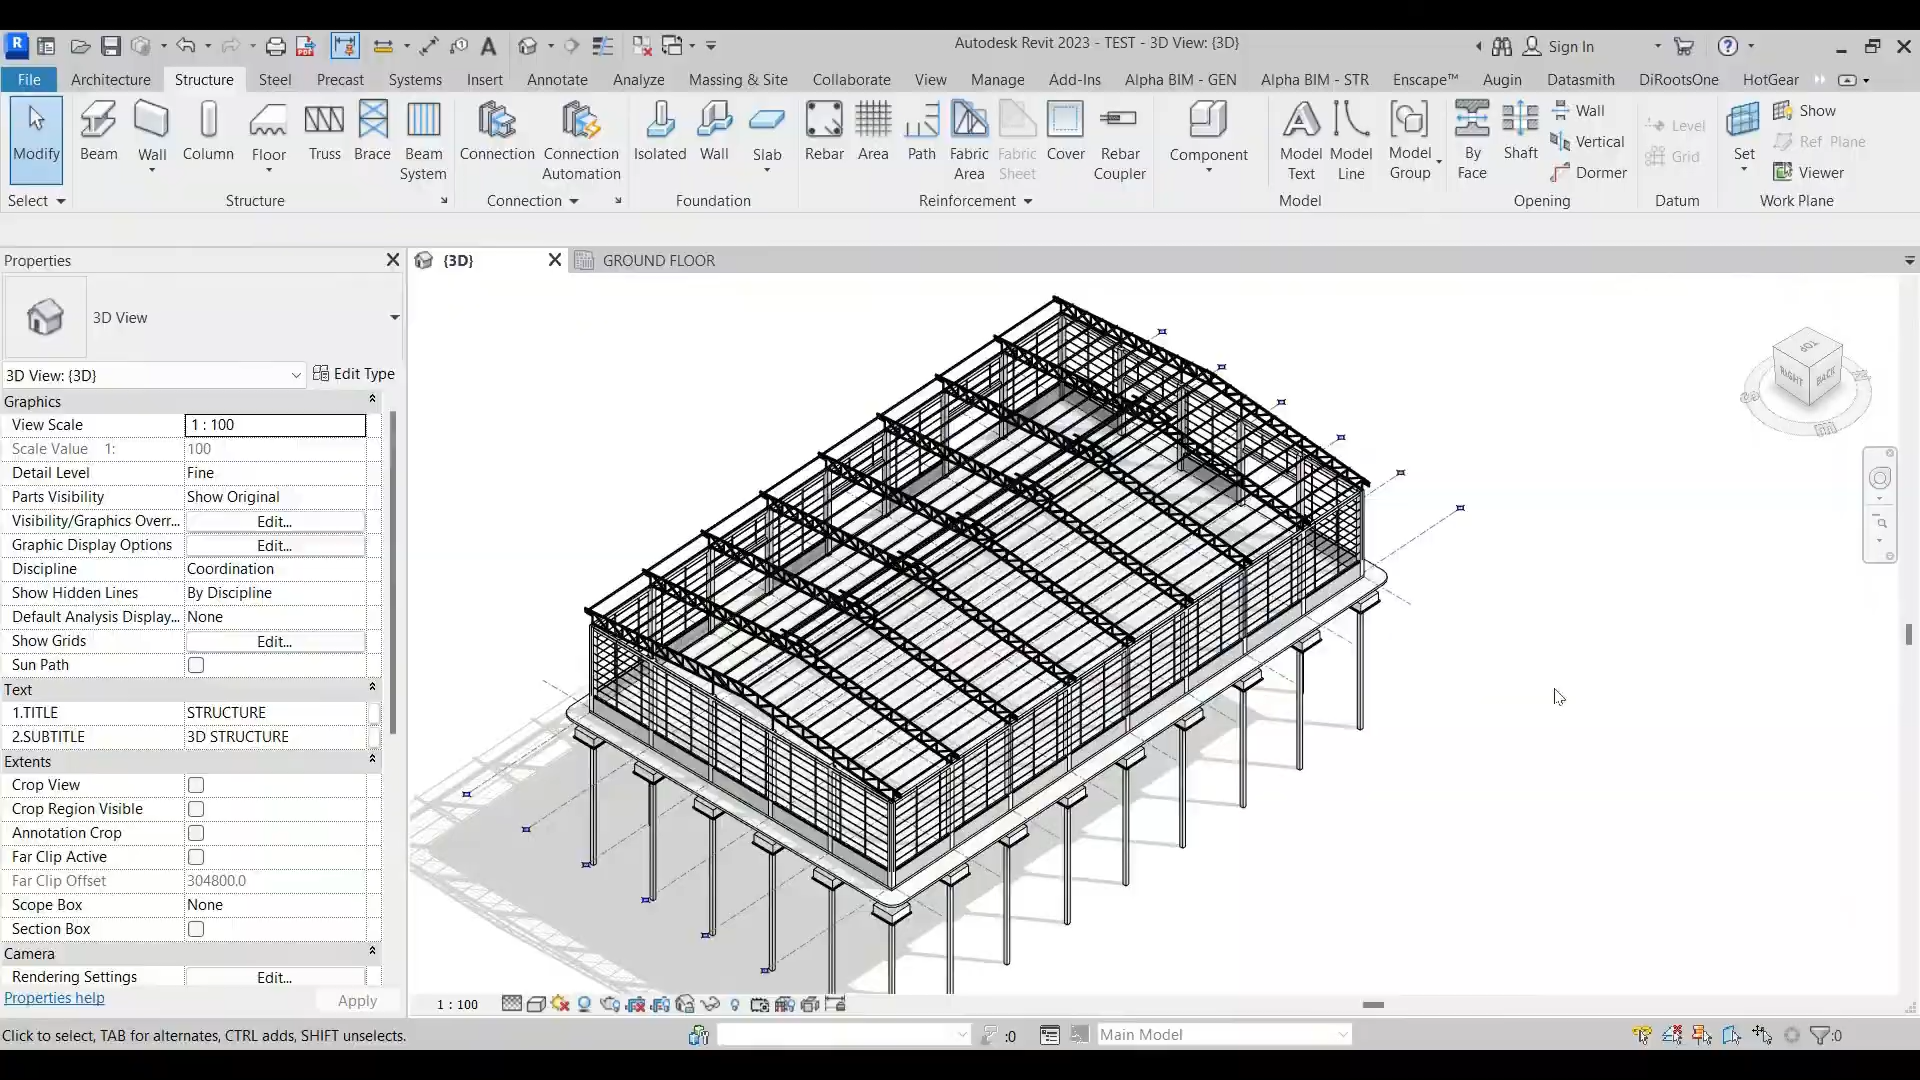 Autodesk Revit 2023 - TEST - 3D View: {3D}
Sign In
File Architecture Structure Steel Precast Systems Insert Annotate Analyze Massing & Site Collaborate View Manage Add-Ins Alpha BIM - GEN Alpha BIM - STR Enscape™ Augin Datasmith DiRootsOne HotGear
Modify Beam Wall Column Floor Truss Brace Beam System
Connection Connection Automation
Isolated Wall Slab
Rebar Area Path Fabric Area Fabric Sheet Cover Rebar Coupler
Component Model Text Model Line Model Group
By Face Shaft Wall Vertical Dormer
Level Grid
Set Show Ref Plane Viewer
Select Structure Connection Foundation Reinforcement Model Opening Datum Work Plane
Properties
{3D} GROUND FLOOR
3D View
3D View: {3D} Edit Type
Graphics
View Scale 1 : 100
Scale Value 1: 100
Detail Level Fine
Parts Visibility Show Original
Visibility/Graphics Overr... Edit...
Graphic Display Options Edit...
Discipline Coordination
Show Hidden Lines By Discipline
Default Analysis Display... None
Show Grids Edit...
Sun Path
Text
1.TITLE STRUCTURE
2.SUBTITLE 3D STRUCTURE
Extents
Crop View
Crop Region Visible
Annotation Crop
Far Clip Active
Far Clip Offset 304800,0
Scope Box None
Section Box
Camera
Rendering Settings Edit...
Properties help Apply
TOP
RIGHT BACK
1 : 100
Click to select, TAB for alternates, CTRL adds, SHIFT unselects.
:0
Main Model
:0